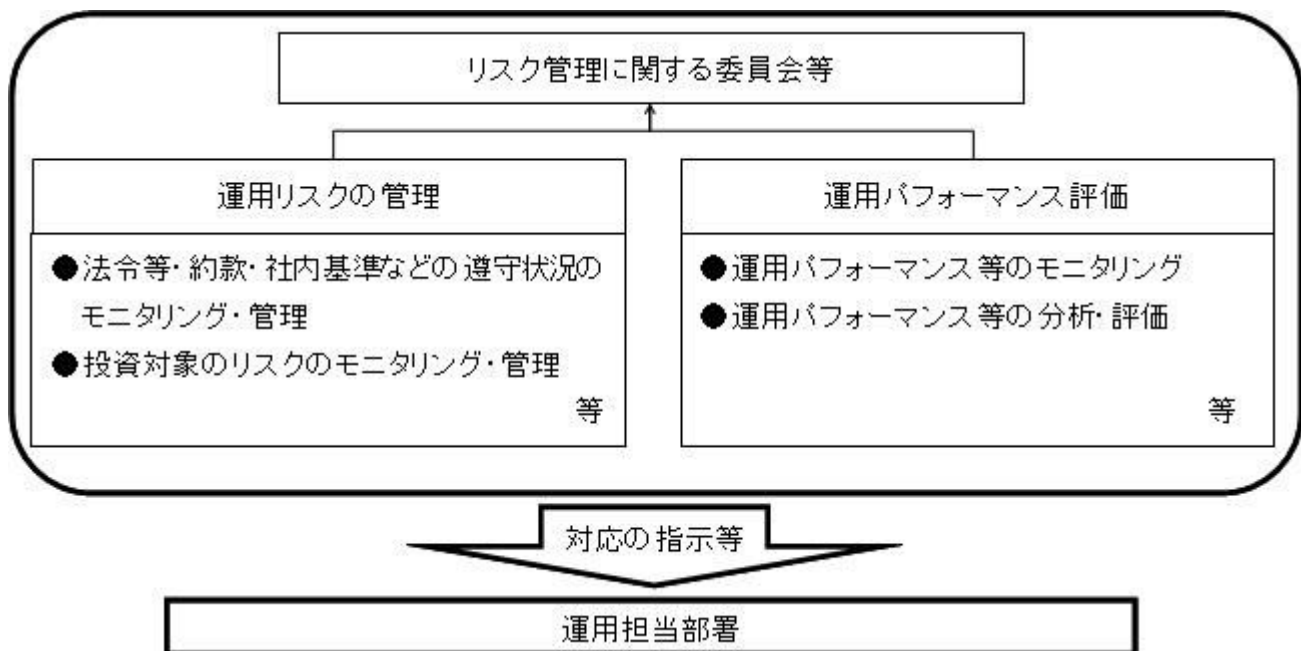 リスク管理に関する委員会等
運用リスクの管理
●法令等・約款・社内基準などの遵守状況の
モニタリング・管理
●投資対象のリスクのモニタリング・管理
等
運用パフォーマンス評価
●運用パフォーマンス等のモニタリング
●運用パフォーマンス等の分析・評価
等
対応の指示等
運用担当部署